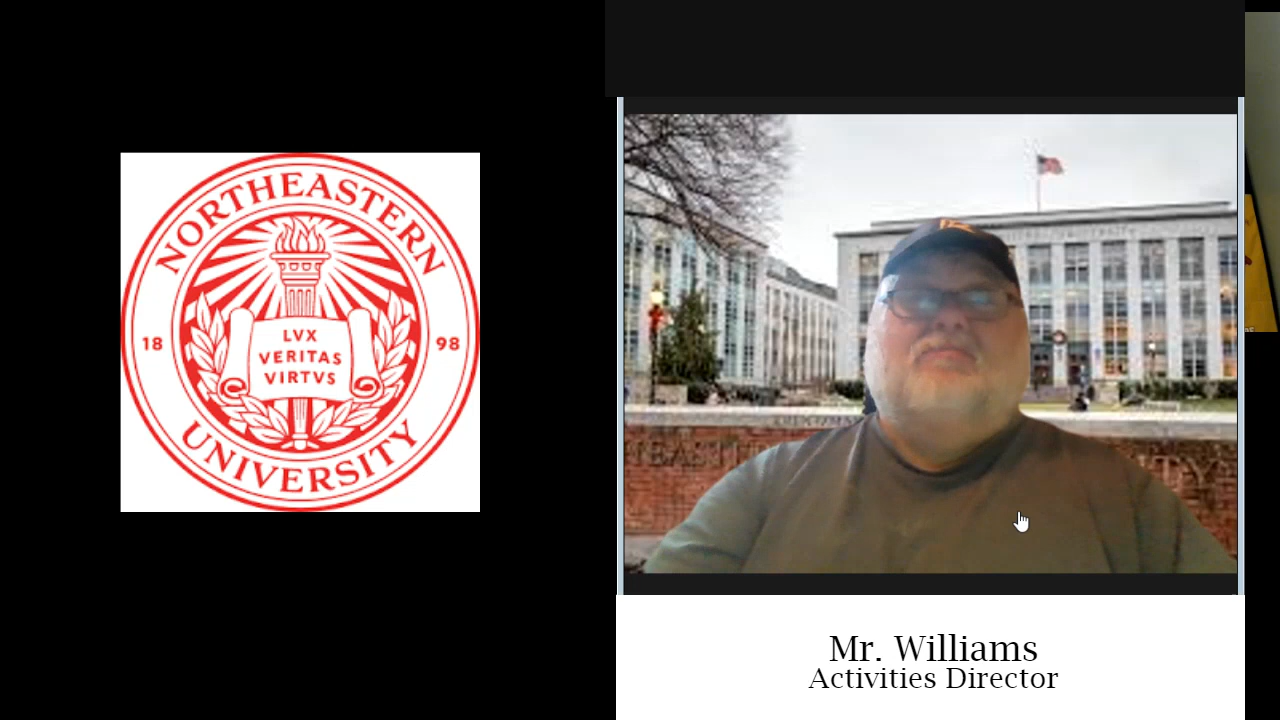 NORTHEASTERN
18 98
LVX
VERITAS
VIRTVS
UNIVERSITY
Mr. Williams
Activities Director